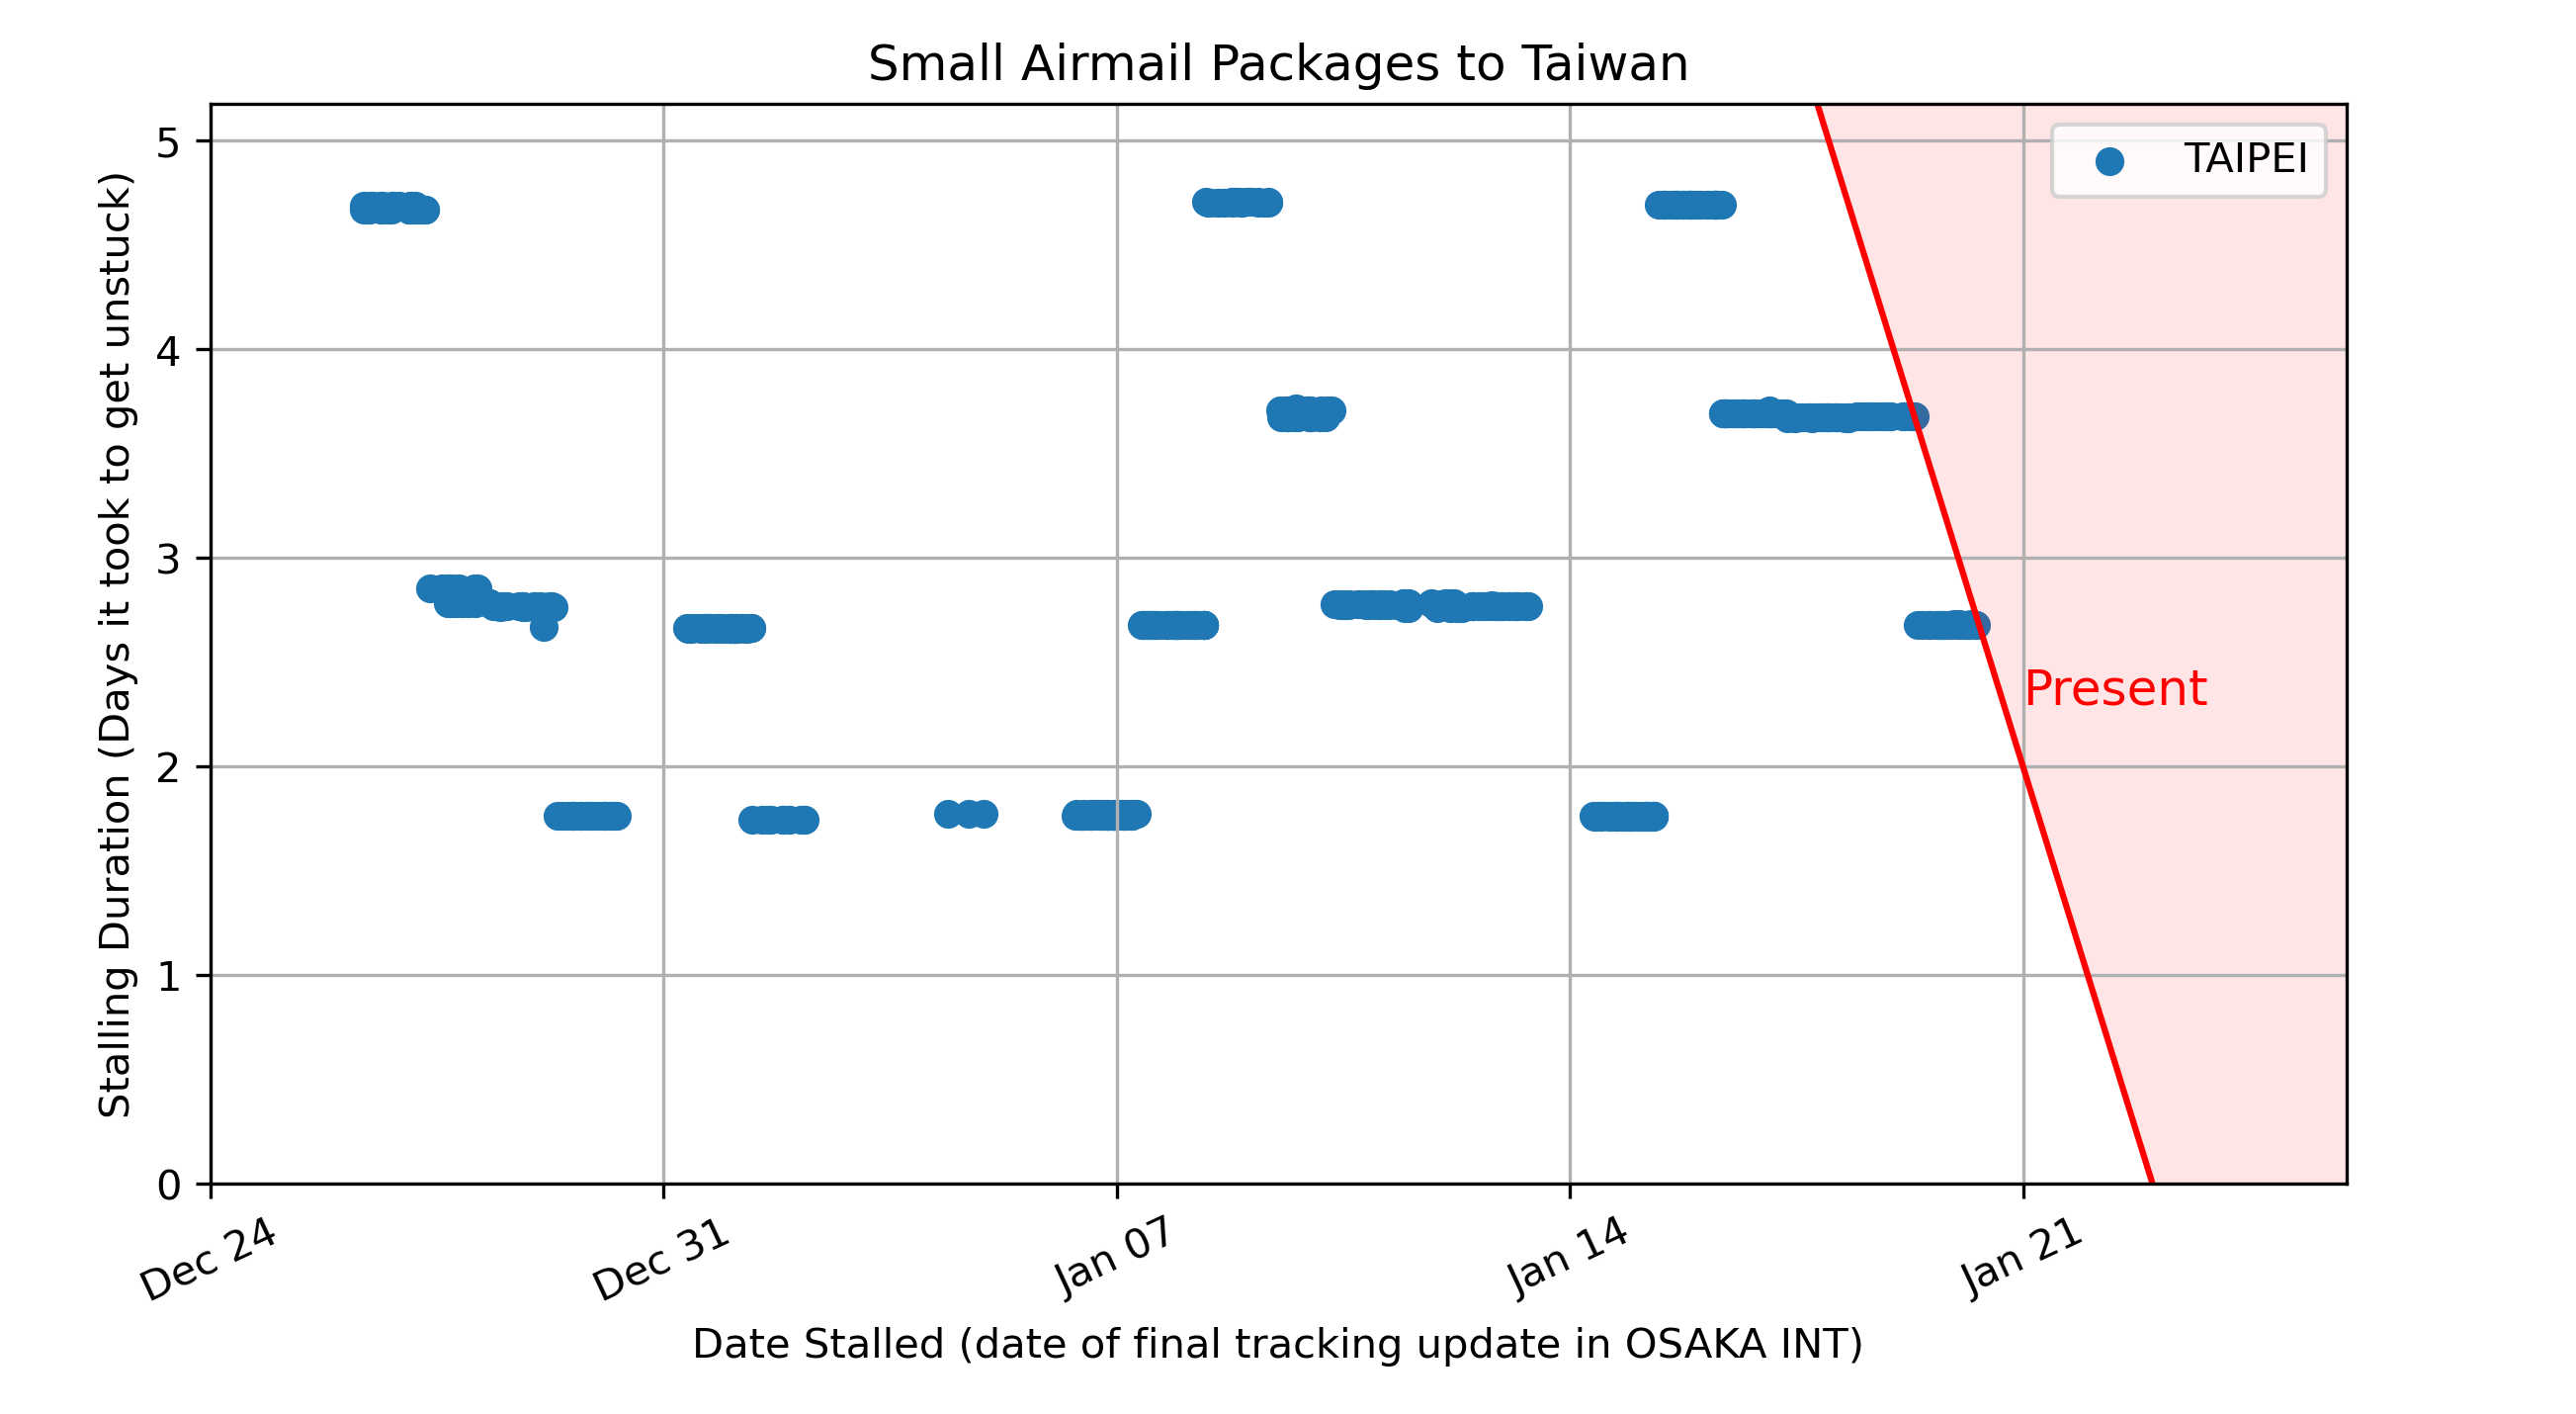 Small Airmail Packages to Taiwan
TAIPEI
Stalling Duration (Days it took to get unstuck)
5
4
3
2
1
0
Present
Dec 24
Dec 31
Jan 07
Jan 14
Jan 21
Date Stalled (date of final tracking update in OSAKA INT)